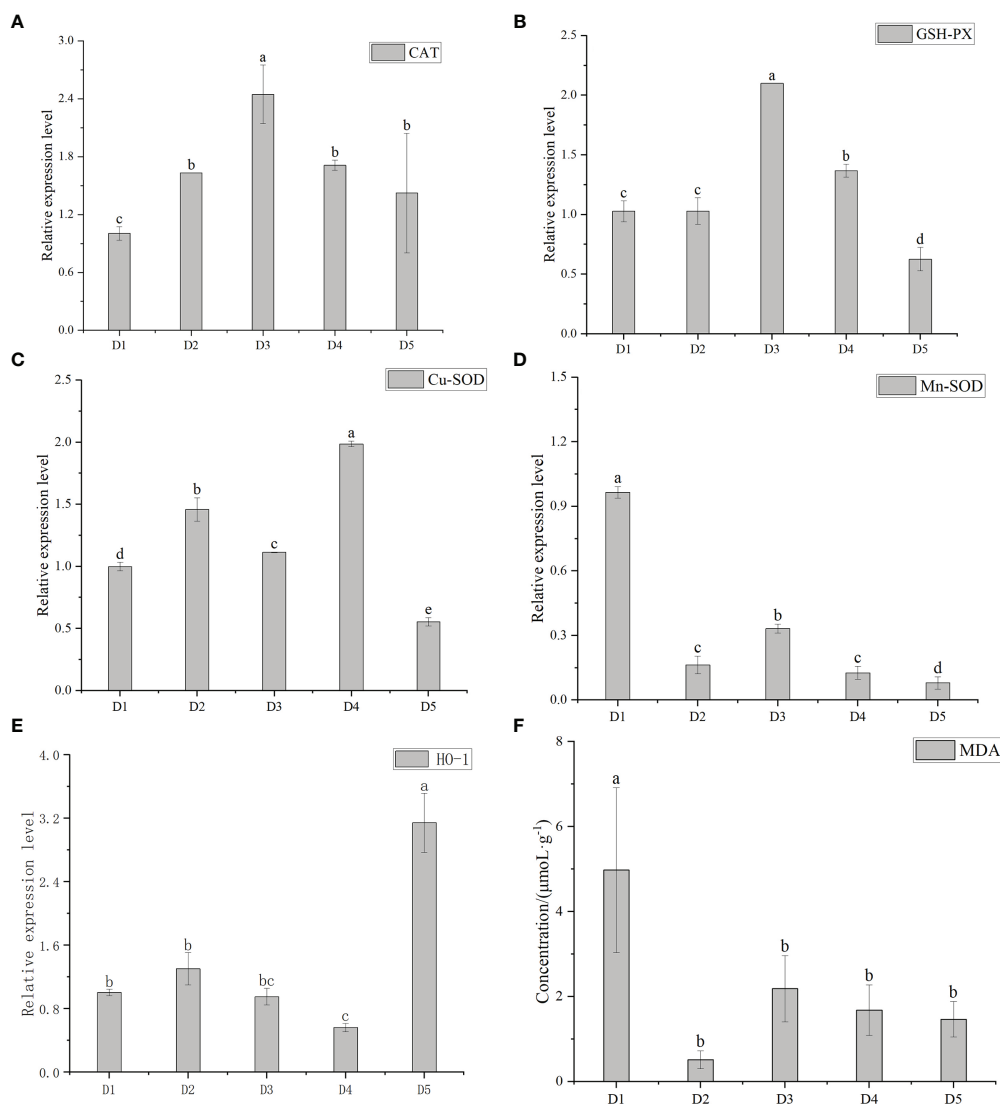 A
CAT
Relative expression level
3.0
2.4
1.8
1.2
0.6
0.0
c
b
a
b
b
D1 D2 D3 D4 D5
B
GSH-PX
Relative expression level
2.5
2.0
1.5
1.0
0.5
0.0
c
c
a
b
d
D1 D2 D3 D4 D5
C
Cu-SOD
Relative expression level
2.5
2.0
1.5
1.0
0.5
0.0
d
b
c
a
e
D1 D2 D3 D4 D5
D
Mn-SOD
Relative expression level
1.5
1.2
0.9
0.6
0.3
0.0
a
c
b
c
d
D1 D2 D3 D4 D5
E
HO-1
Relative expression level
4.0
3.2
2.4
1.6
0.8
0.0
b
b
bc
c
a
D1 D2 D3 D4 D5
F
MDA
Concentration/(μmoL·g⁻¹)
8
6
4
2
0
a
b
b
b
b
D1 D2 D3 D4 D5